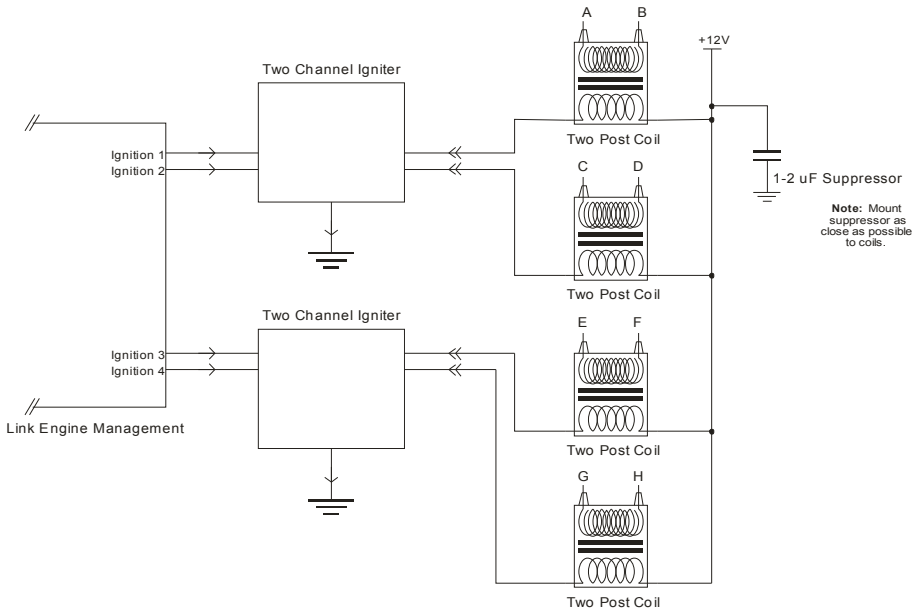 A B
+12V
Two Channel Igniter
Two Post Coil
Ignition 1
Ignition 2
C D
1-2 uF Suppressor
Note: Mount
suppressor as
close as possible
to coils.
Two Post Coil
Two Channel Igniter
E F
Ignition 3
Ignition 4
Link Engine Management
Two Post Coil
G H
Two Post Coil